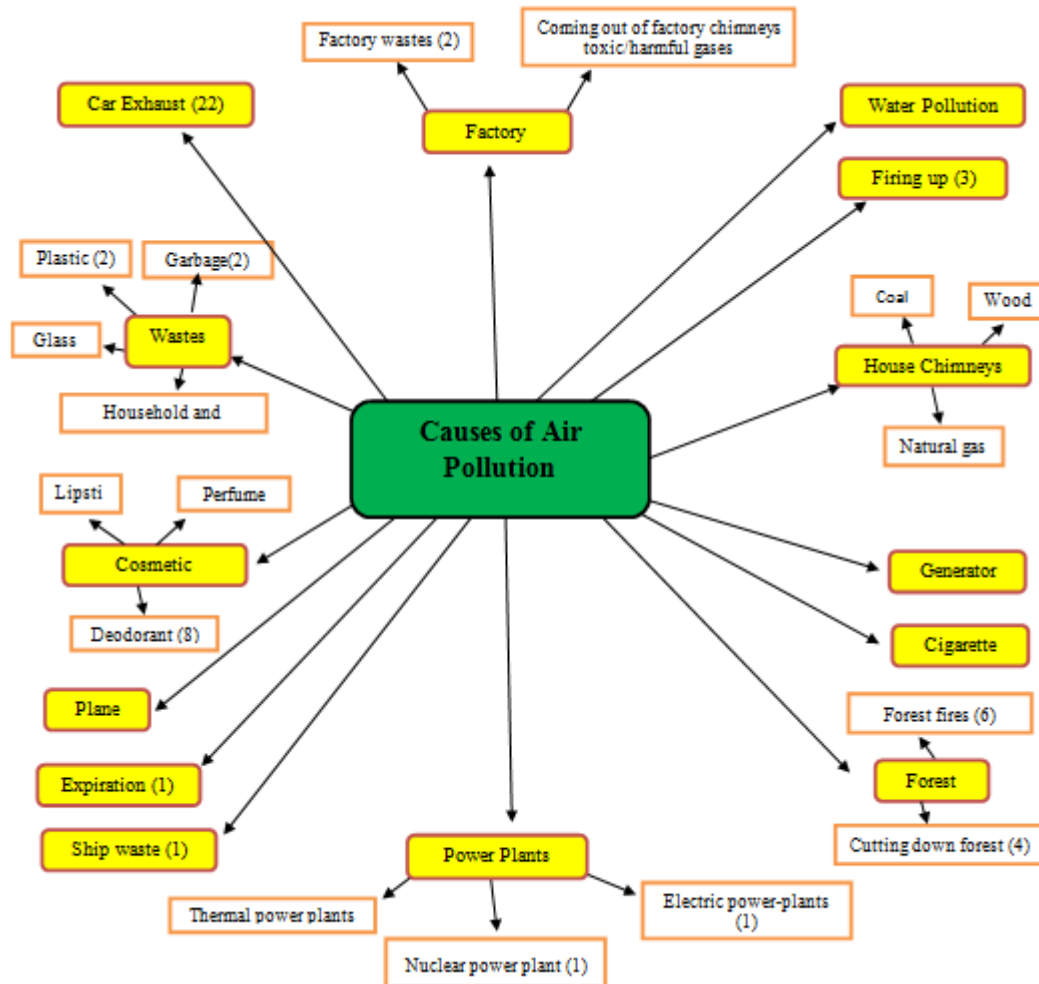 Factory wastes (2)
Coming out of factory chimneys
toxic/harmful gases
Car Exhaust (22)
Factory
Water Pollution
Firing up (3)
Plastic (2)
Garbage(2)
Glass
Wastes
Household and
Coal
Wood
House Chimneys
Natural gas
Causes of Air
Pollution
Lipsti
Perfume
Cosmetic
Deodorant (8)
Generator
Cigarette
Plane
Expiration (1)
Ship waste (1)
Forest fires (6)
Forest
Cutting down forest (4)
Power Plants
Thermal power plants
Nuclear power plant (1)
Electric power-plants
(1)